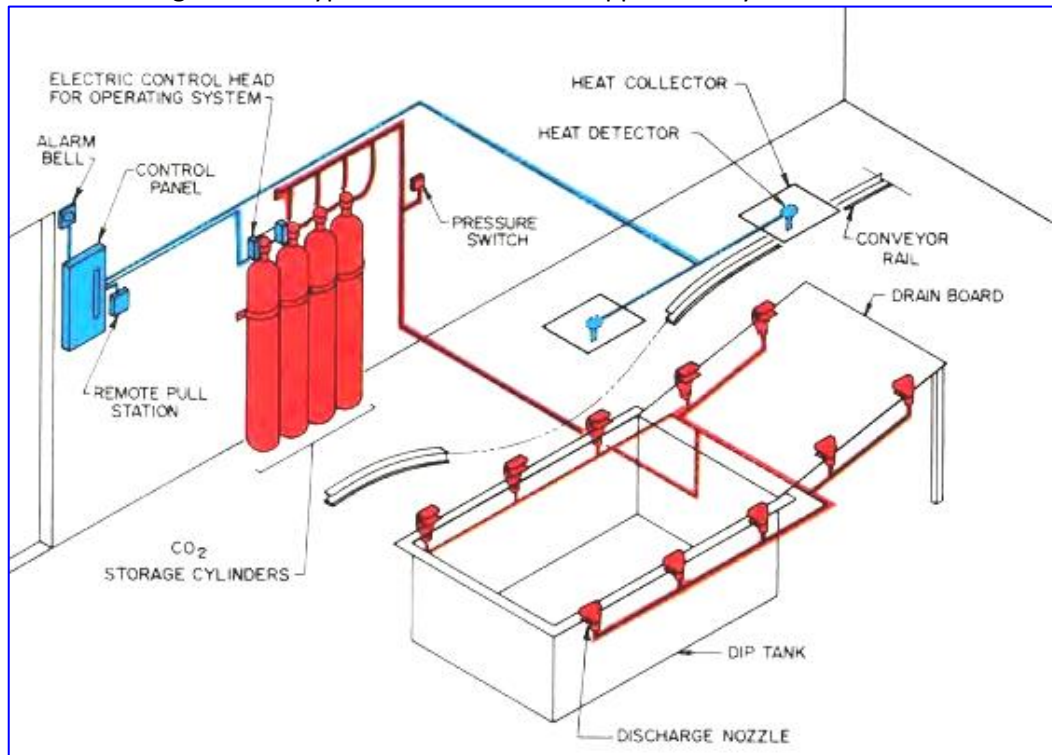 ELECTRIC CONTROL HEAD
FOR OPERATING SYSTEM
HEAT COLLECTOR
HEAT DETECTOR
ALARM
BELL
CONTROL
PANEL
PRESSURE
SWITCH
CONVEYOR
RAIL
DRAIN BOARD
REMOTE PULL
STATION
CO2
STORAGE CYLINDERS
DIP TANK
DISCHARGE NOZZLE